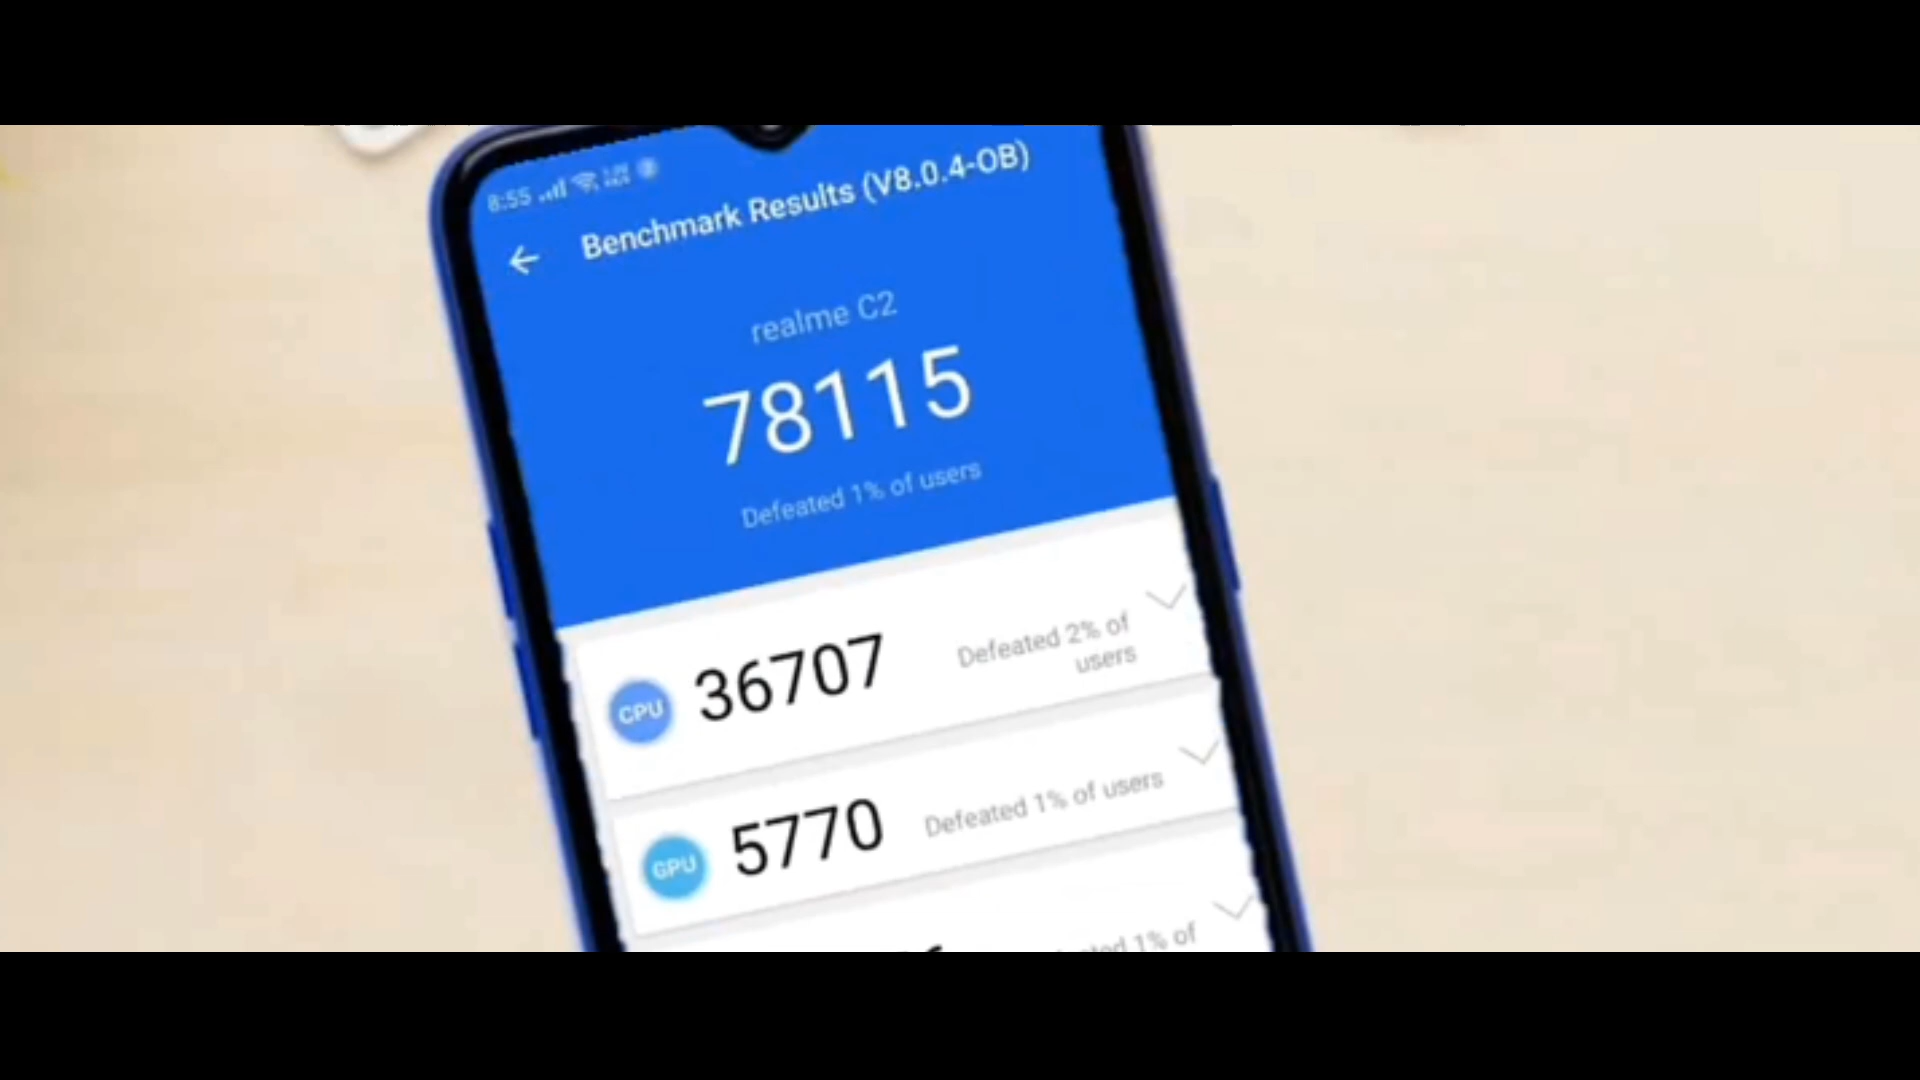 8:55
Benchmark Results (V8.0.4-OB)
realme C2
78115
Defeated 1% of users
CPU 36707 Defeated 2% of
users
GPU 5770 Defeated 1% of users
1% of